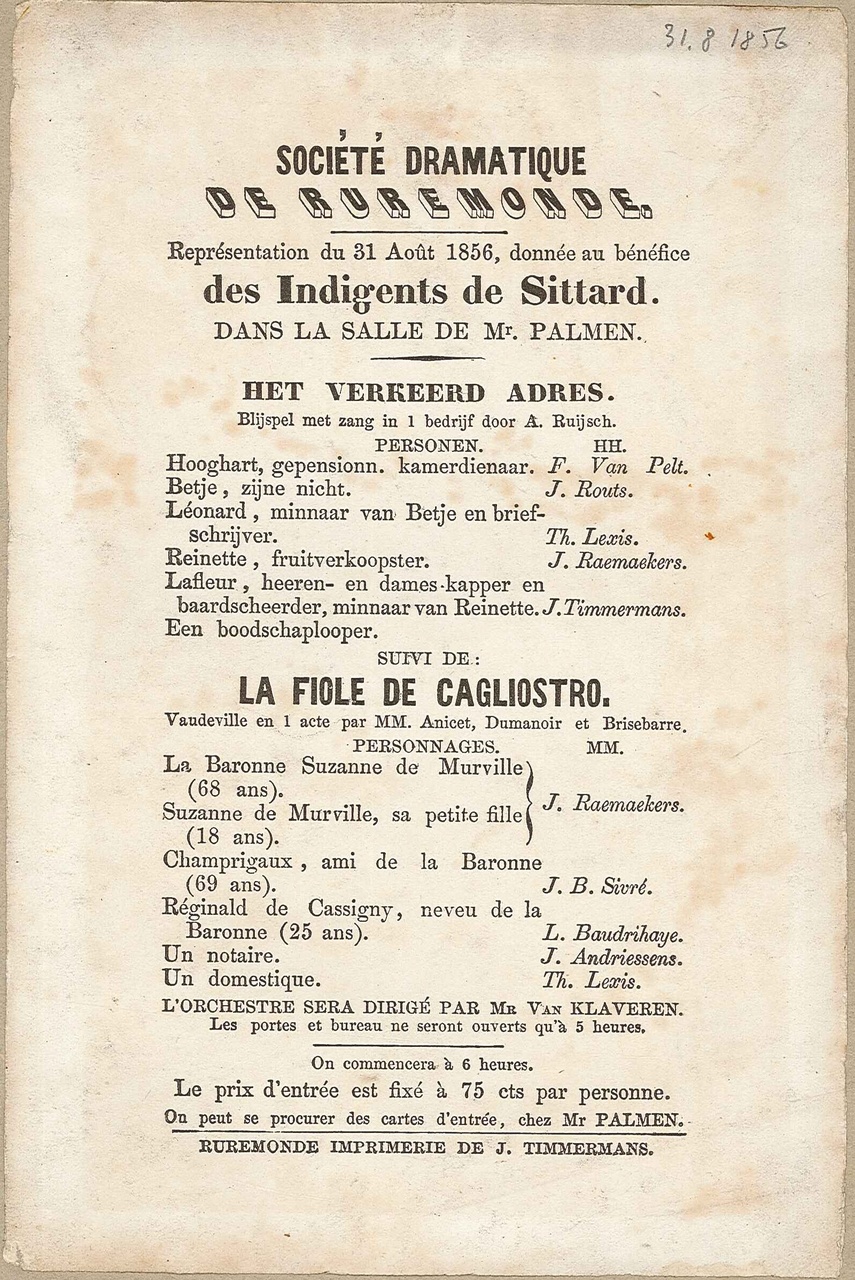 31. 8 1856
SOCIÉTÉ DRAMATIQUE
DE RUREMONDE.
Représentation du 31 Août 1856, donnée au bénéfice
des Indigents de Sittard.
DANS LA SALLE DE Mr. PALMEN.
HET VERKEERD ADRES.
Blijspel met zang in 1 bedrijf door A. Ruijsch.
PERSONEN. HH.
Hooghart, gepensionn. kamerdienaar. F. Van Pelt.
Betje, zijne nicht. J. Routs.
Léonard, minnaar van Betje en brief-
schrijver. Th. Lexis.
Reinette, fruitverkoopster. J. Raemaekers.
Lafleur, heeren- en dames-kapper en
baardscheerder, minnaar van Reinette. J. Timmermans.
Een boodschaplooper.
SUIVI DE:
LA FIOLE DE CAGLIOSTRO.
Vaudeville en 1 acte par MM. Anicet, Dumanoir et Brisebarre.
PERSONNAGES. MM.
La Baronne Suzanne de Murville
(68 ans).
Suzanne de Murville, sa petite fille
(18 ans).
J. Raemaekers.
Champrigaux, ami de la Baronne
(69 ans). J. B. Sivré.
Réginald de Cassigny, neveu de la
Baronne (25 ans). L. Baudrihaye.
Un notaire. J. Andriessens.
Un domestique. Th. Lexis.
L'ORCHESTRE SERA DIRIGÉ PAR MR VAN KLAVEREN.
Les portes et bureau ne seront ouverts qu'à 5 heures.
On commencera à 6 heures.
Le prix d'entrée est fixé à 75 cts par personne.
On peut se procurer des cartes d'entrée, chez Mr PALMEN.
RUREMONDE IMPRIMERIE DE J. TIMMERMANS.